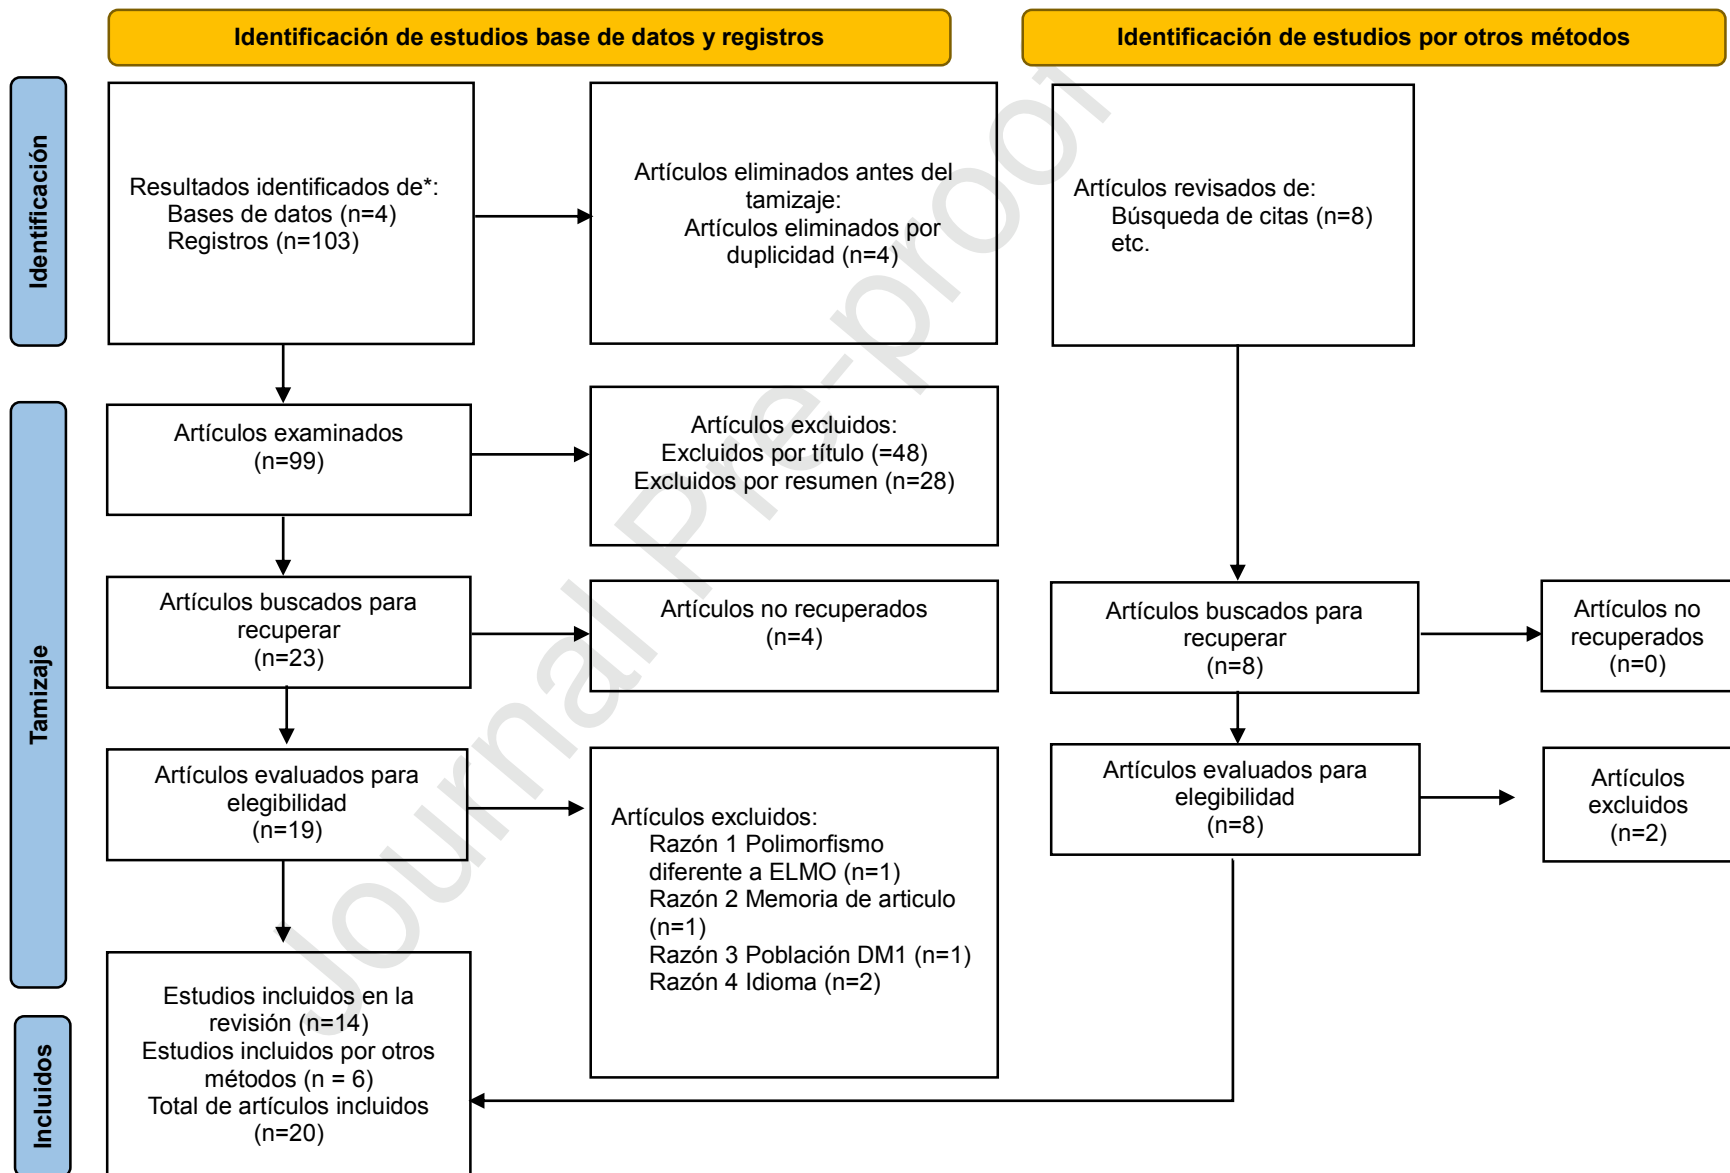 Identificación de estudios base de datos y registros
Identificación de estudios por otros métodos
Identificación
Resultados identificados de*:
Bases de datos (n=4)
Registros (n=103)
Artículos eliminados antes del
tamizaje:
Artículos eliminados por
duplicidad (n=4)
Artículos revisados de:
Búsqueda de citas (n=8)
etc.
Tamizaje
Artículos examinados
(n=99)
Artículos excluidos:
Excluidos por título (=48)
Excluidos por resumen (n=28)
Artículos buscados para
recuperar
(n=23)
Artículos no recuperados
(n=4)
Artículos buscados para
recuperar
(n=8)
Artículos no
recuperados
(n=0)
Artículos evaluados para
elegibilidad
(n=19)
Artículos excluidos:
Razón 1 Polimorfismo
diferente a ELMO (n=1)
Razón 2 Memoria de articulo
(n=1)
Razón 3 Población DM1 (n=1)
Razón 4 Idioma (n=2)
Artículos evaluados para
elegibilidad
(n=8)
Artículos
excluidos
(n=2)
Incluidos
Estudios incluidos en la
revisión (n=14)
Estudios incluidos por otros
métodos (n = 6)
Total de artículos incluidos
(n=20)
Journal Pre-proof